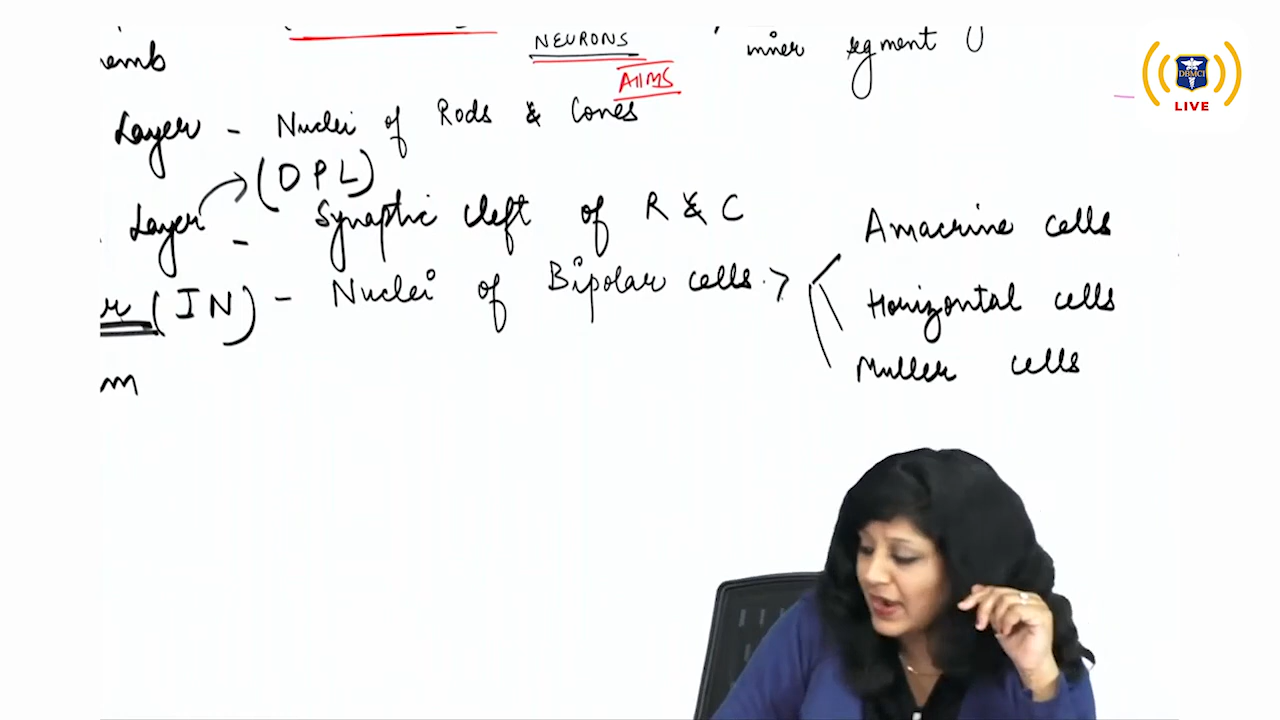 emb
NEURONS
inner segment
AIIMS
Layer - Nuclei of Rods & Cones
(OPL)
Layer - Synaptic cleft of R & C
(IN) - Nuclei of Bipolar cells. >
Amacrine cells
Horizontal cells
Muller cells
m
DBMCI
LIVE